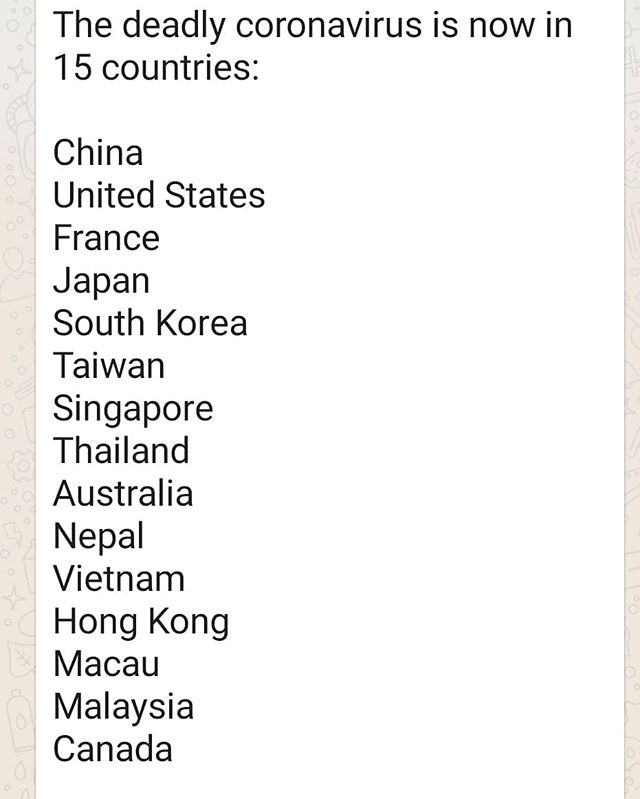 The deadly coronavirus is now in
15 countries:
China
United States
France
Japan
South Korea
Taiwan
Singapore
Thailand
Australia
Nepal
Vietnam
Hong Kong
Macau
Malaysia
Canada